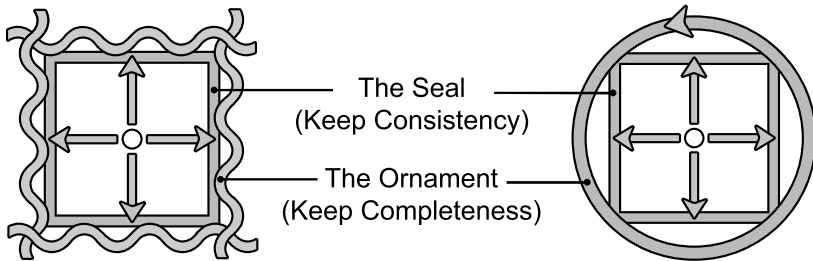 The Seal
(Keep Consistency)
The Ornament
(Keep Completeness)